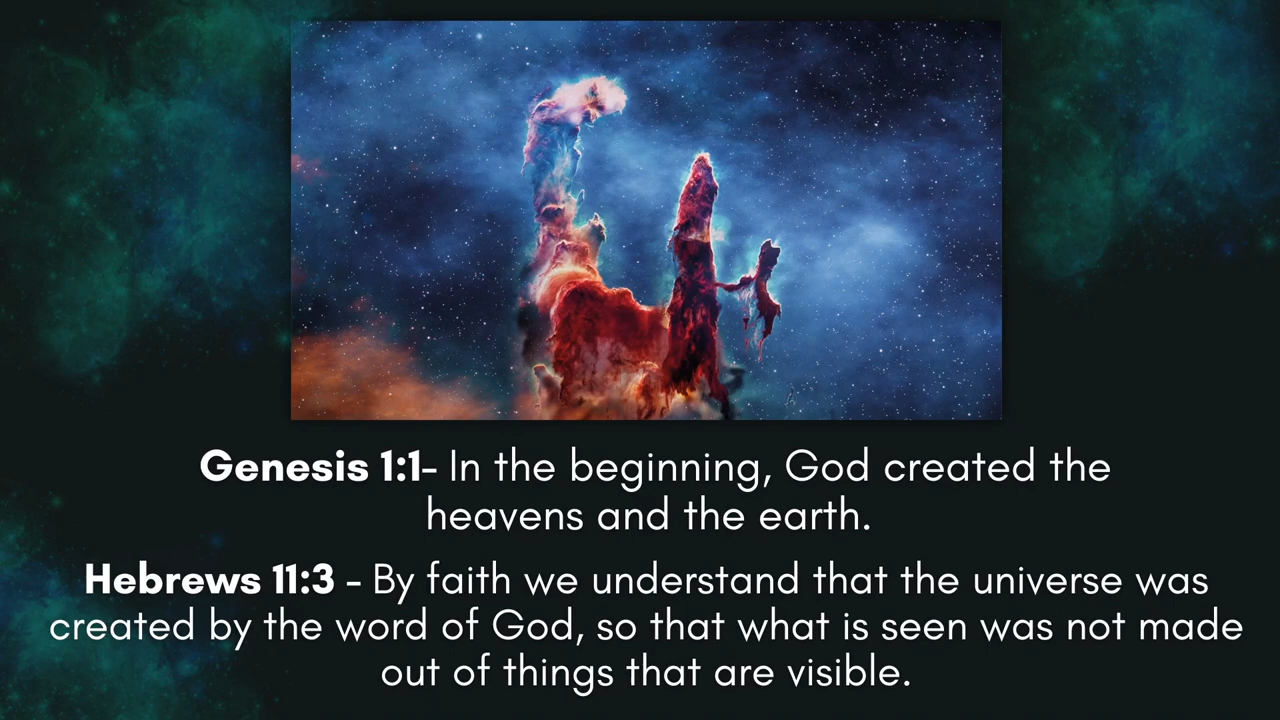 Genesis 1:1- In the beginning, God created the
heavens and the earth.
Hebrews 11:3 - By faith we understand that the universe was
created by the word of God, so that what is seen was not made
out of things that are visible.